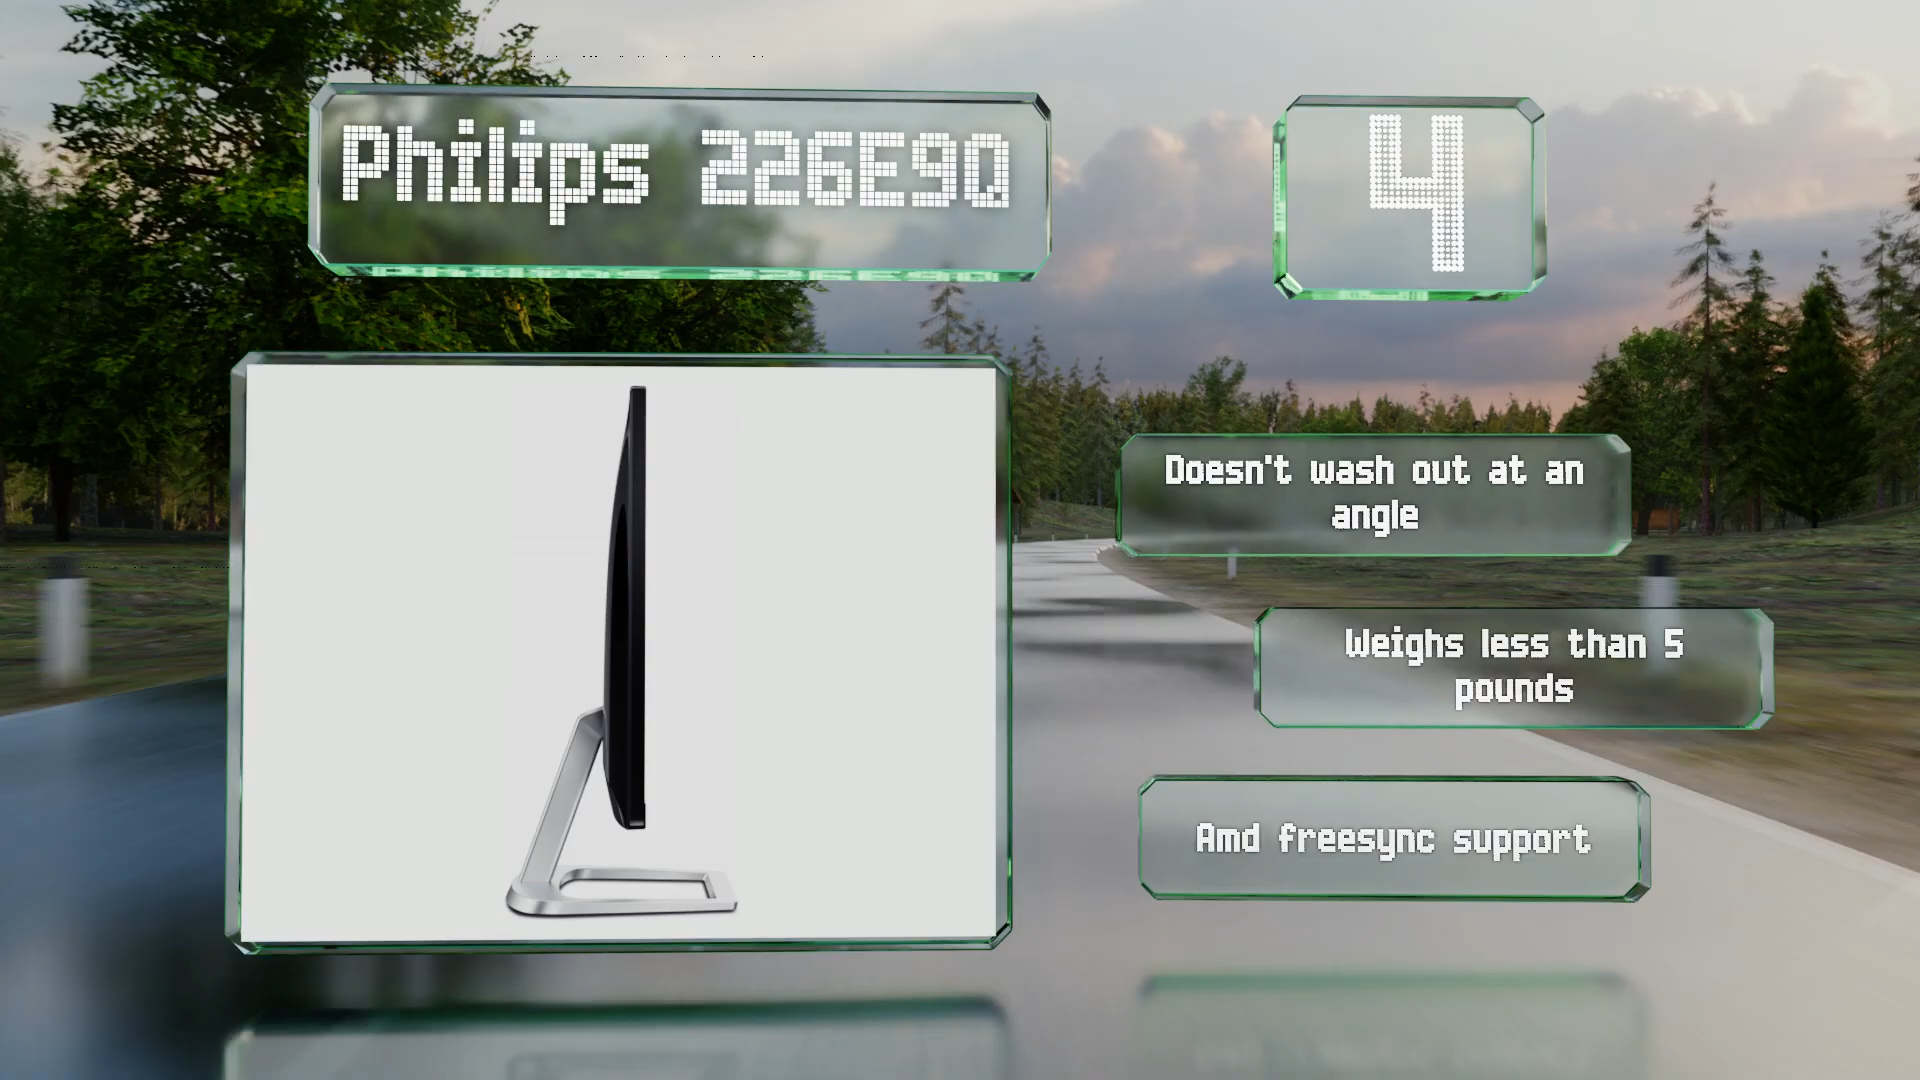 Philips 226E9Q
4
Doesn't wash out at an
angle
Weighs less than 5
pounds
Amd freesync support